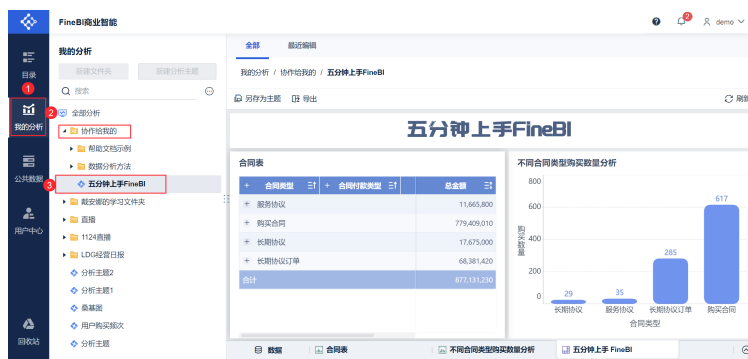 FineBI商业智能
2
demo
目录
1
我的分析
公共数据
用户中心
回收站
我的分析
新建文件夹
新建分析主题
搜索
2
全部分析
协作给我的
帮助文档示例
数据分析方法
3
五分钟上手FineBI
戴安娜的学习文件夹
直播
1124直播
LDG经营日报
分析主题2
分析主题1
桑基图
用户购买频次
分析主题
全部
最近编辑
我的分析 / 协作给我的 / 五分钟上手FineBI
另存为主题
导出
刷新
五分钟上手FineBI
合同表
合同类型
合同付款类型
总金额
服务协议 11,665,800
购买合同 779,409,010
长期协议 17,675,000
长期协议订单 68,381,420
合计 877,131,230
不同合同类型购买数量分析
购买数量
800
600
400
200
0
29
35
285
617
长期协议
服务协议
长期协议订单
购买合同
合同类型
数据
合同表
不同合同类型购买数量分析
五分钟上手 FineBI